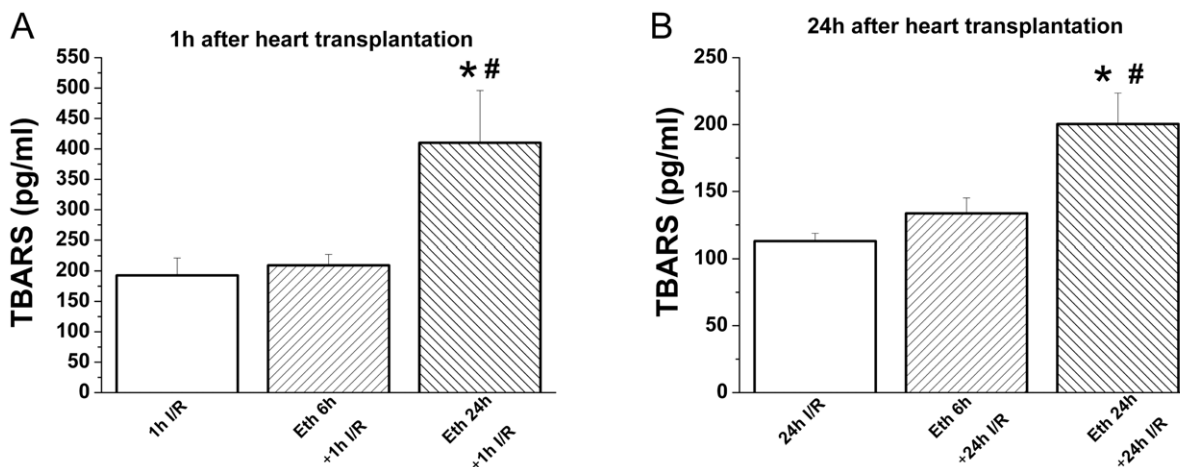 A
1h after heart transplantation
TBARS (pg/ml)
550
500
450
400
350
300
250
200
150
100
50
0
* #
1h I/R
Eth 6h
+1h I/R
Eth 24h
+1h I/R
B
24h after heart transplantation
TBARS (pg/ml)
250
200
150
100
50
0
* #
24h I/R
Eth 6h
+24h I/R
Eth 24h
+24h I/R